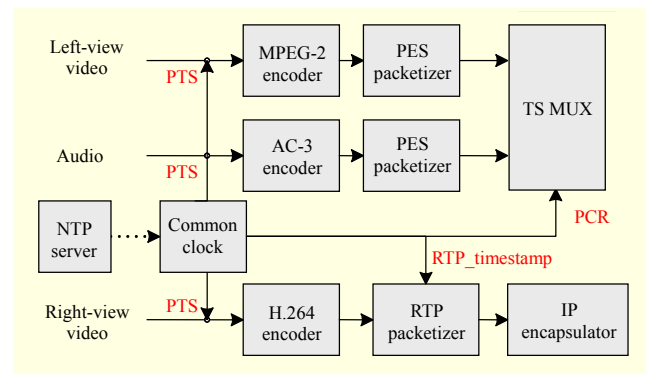 Left-view
video
PTS
MPEG-2
encoder
PES
packetizer
TS MUX
Audio
PTS
AC-3
encoder
PES
packetizer
NTP
server
Common
clock
PCR
RTP_timestamp
Right-view
video
PTS
H.264
encoder
RTP
packetizer
IP
encapsulator